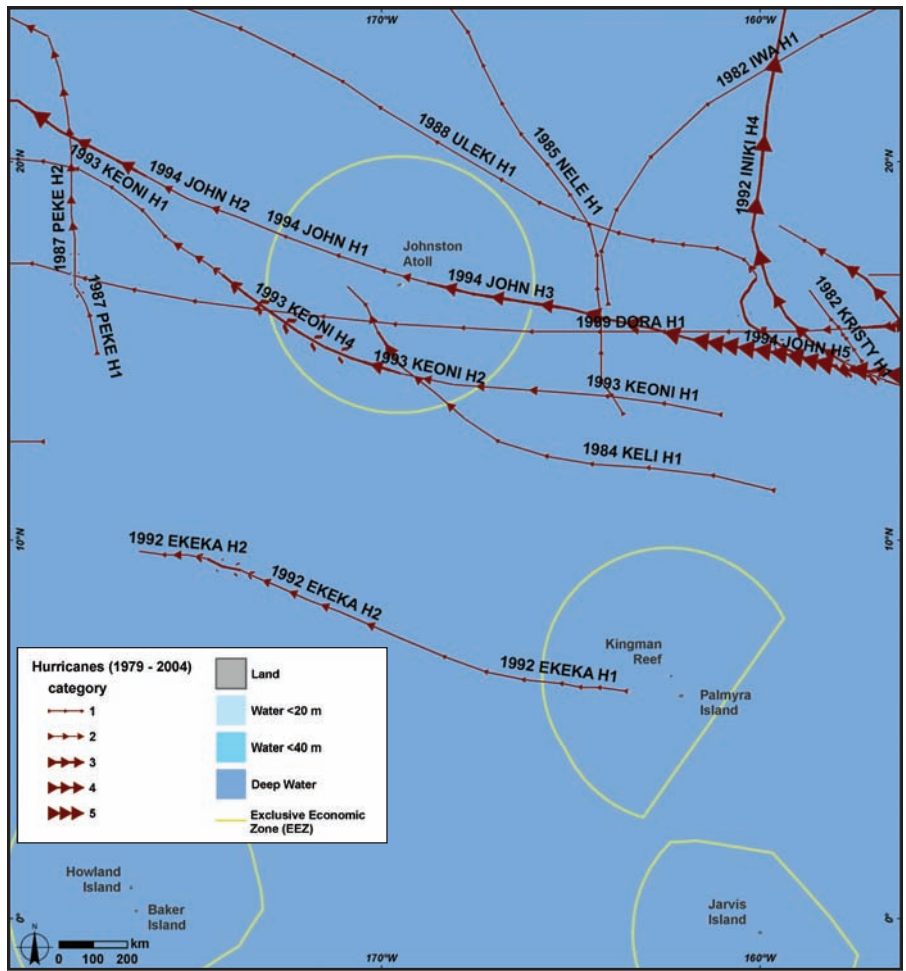 170°W
160°W
1982 IWA H1
1988 ULEKI H1
1985 NELE H1
1992 INIKI H4
20°N
20°N
1993 KEONI H1
1994 JOHN H2
1987 PEKE H2
1994 JOHN H1
Johnston
Atoll
1994 JOHN H3
1987 PEKE H1
1993 KEONI H4
1999 DORA H1
1982 KRISTY H1
1994 JOHN H5
1993 KEONI H2
1993 KEONI H1
1984 KELI H1
10°N
10°N
1992 EKEKA H2
1992 EKEKA H2
1992 EKEKA H1
Kingman
Reef
Palmyra
Island
Hurricanes (1979 - 2004)
category
1
2
3
4
5
Land
Water <20 m
Water <40 m
Deep Water
Exclusive Economic
Zone (EEZ)
Howland
Island
Baker
Island
Jarvis
Island
0°
0°
N
km
0 100 200
170°W
160°W